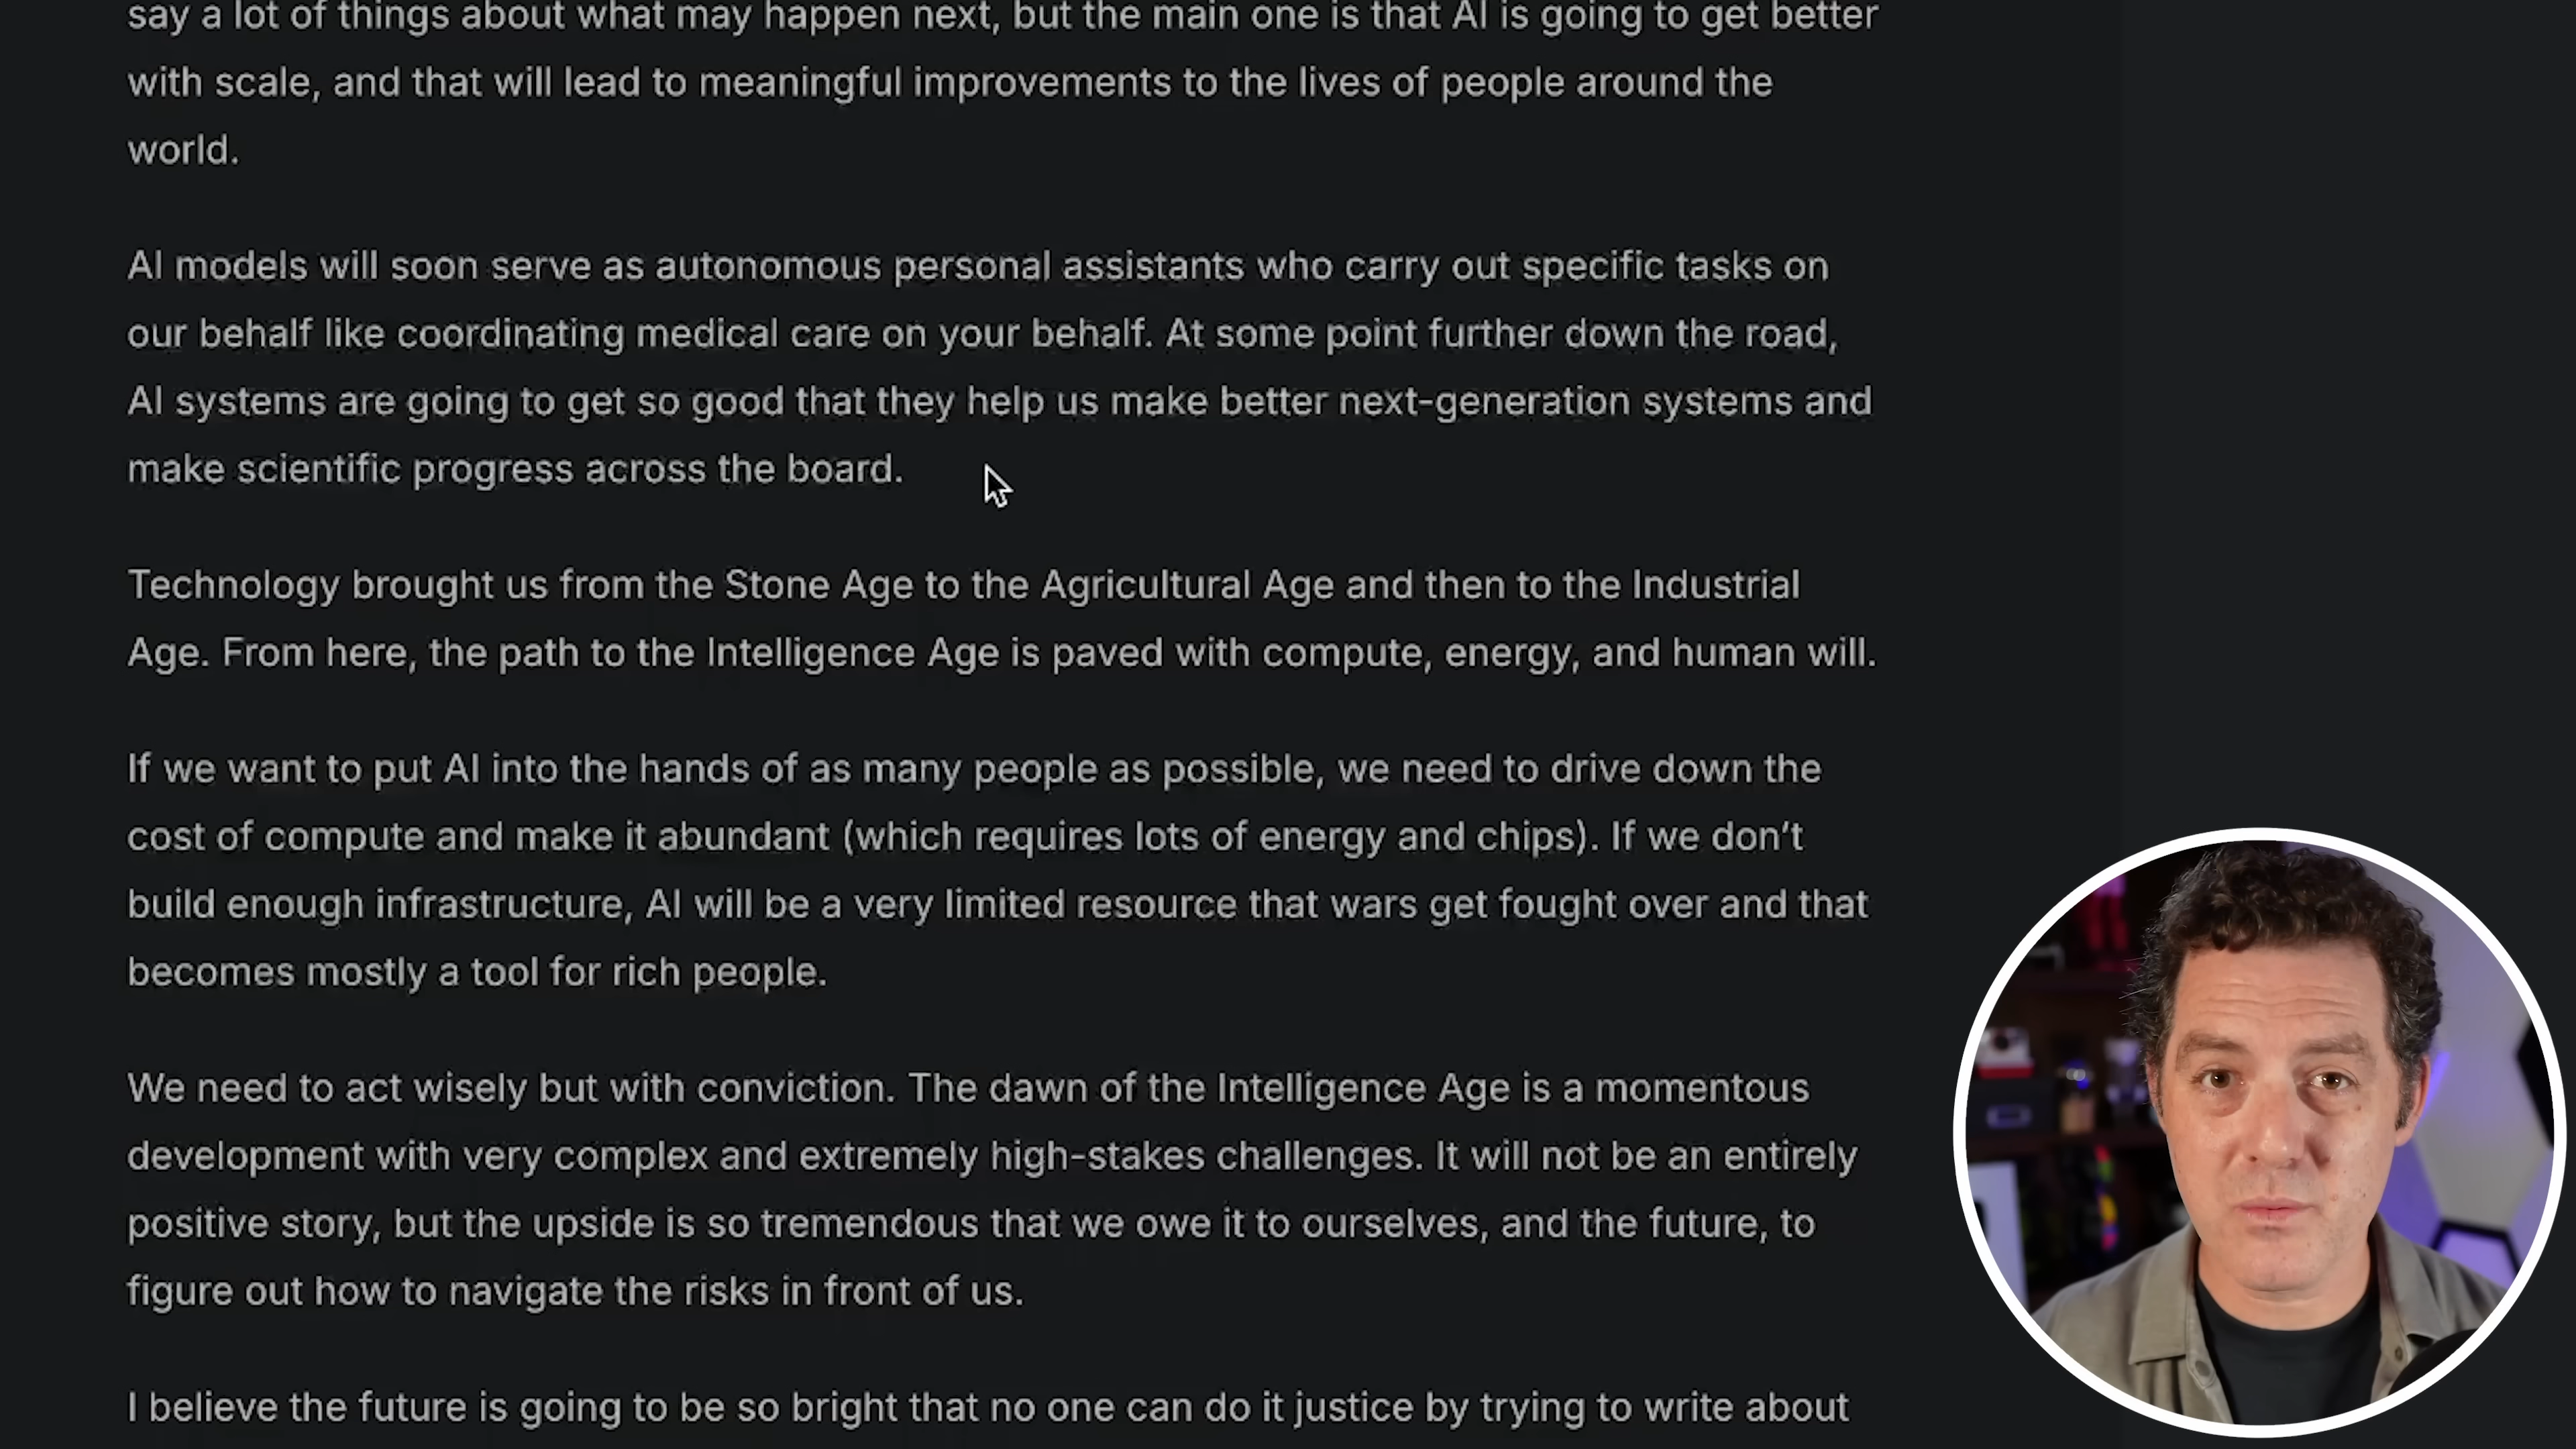 say a lot of things about what may happen next, but the main one is that AI is going to get better
with scale, and that will lead to meaningful improvements to the lives of people around the
world.
AI models will soon serve as autonomous personal assistants who carry out specific tasks on
our behalf like coordinating medical care on your behalf. At some point further down the road,
AI systems are going to get so good that they help us make better next-generation systems and
make scientific progress across the board.
Technology brought us from the Stone Age to the Agricultural Age and then to the Industrial
Age. From here, the path to the Intelligence Age is paved with compute, energy, and human will.
If we want to put AI into the hands of as many people as possible, we need to drive down the
cost of compute and make it abundant (which requires lots of energy and chips). If we don’t
build enough infrastructure, AI will be a very limited resource that wars get fought over and that
becomes mostly a tool for rich people.
We need to act wisely but with conviction. The dawn of the Intelligence Age is a momentous
development with very complex and extremely high-stakes challenges. It will not be an entirely
positive story, but the upside is so tremendous that we owe it to ourselves, and the future, to
figure out how to navigate the risks in front of us.
I believe the future is going to be so bright that no one can do it justice by trying to write about